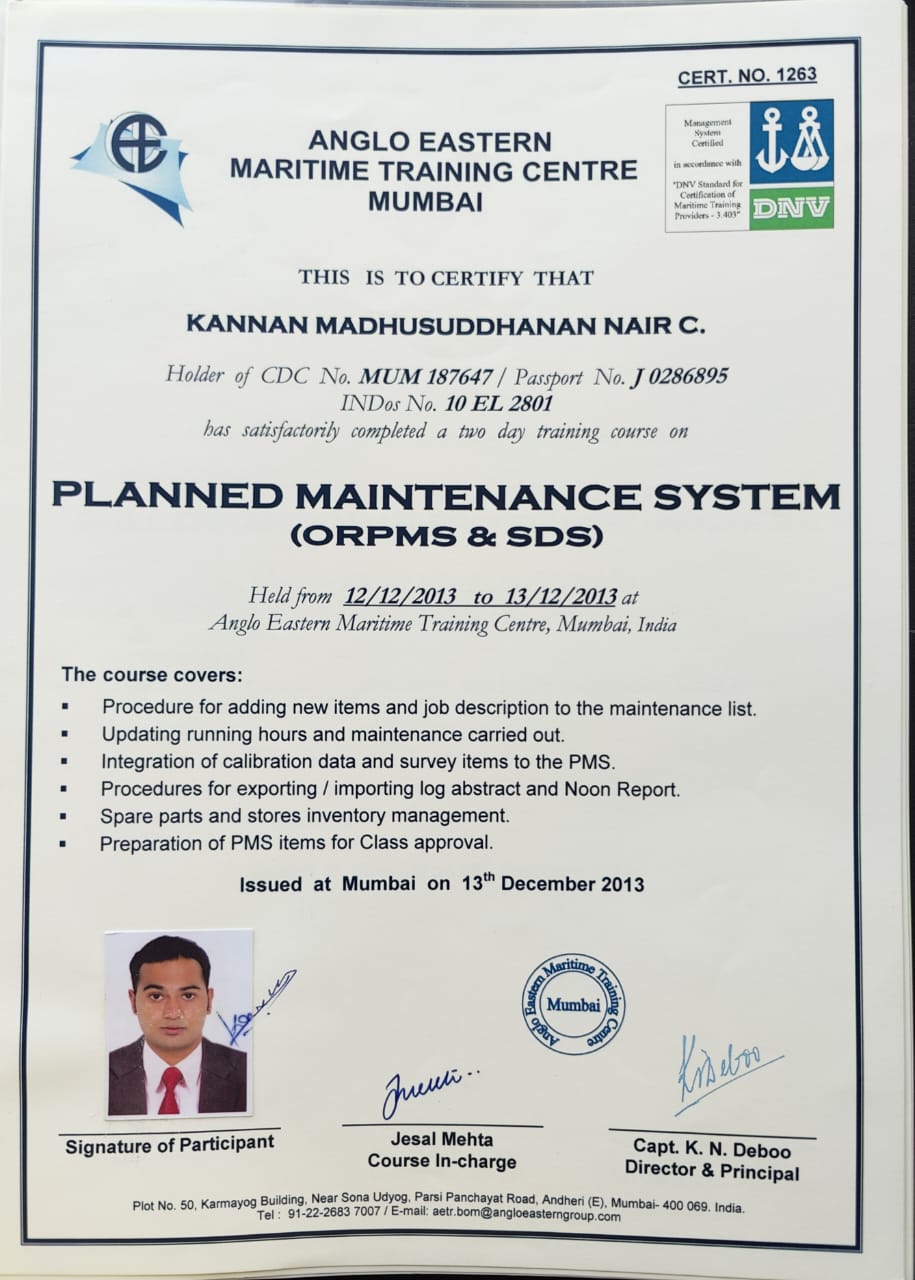 CERT. NO. 1263
ANGLO EASTERN
MARITIME TRAINING CENTRE
MUMBAI
Management
System
Certified
in accordance with
"DNV Standard for
Certification of
Maritime Training
Providers - 3.403"
DNV
THIS IS TO CERTIFY THAT
KANNAN MADHUSUDDHANAN NAIR C.
Holder of CDC No. MUM 187647 / Passport No. J 0286895
INDos No. 10 EL 2801
has satisfactorily completed a two day training course on
PLANNED MAINTENANCE SYSTEM
(ORPMS & SDS)
Held from 12/12/2013 to 13/12/2013 at
Anglo Eastern Maritime Training Centre, Mumbai, India
The course covers:
▪ Procedure for adding new items and job description to the maintenance list.
▪ Updating running hours and maintenance carried out.
▪ Integration of calibration data and survey items to the PMS.
▪ Procedures for exporting / importing log abstract and Noon Report.
▪ Spare parts and stores inventory management.
▪ Preparation of PMS items for Class approval.
Issued at Mumbai on 13th December 2013
Anglo Eastern Maritime Training Centre
Mumbai
KNDeboo
Signature of Participant
Jesal Mehta
Course In-charge
Capt. K. N. Deboo
Director & Principal
Plot No. 50, Karmayog Building, Near Sona Udyog, Parsi Panchayat Road, Andheri (E), Mumbai- 400 069. India.
Tel : 91-22-2683 7007 / E-mail: aetr.bom@angloeasterngroup.com